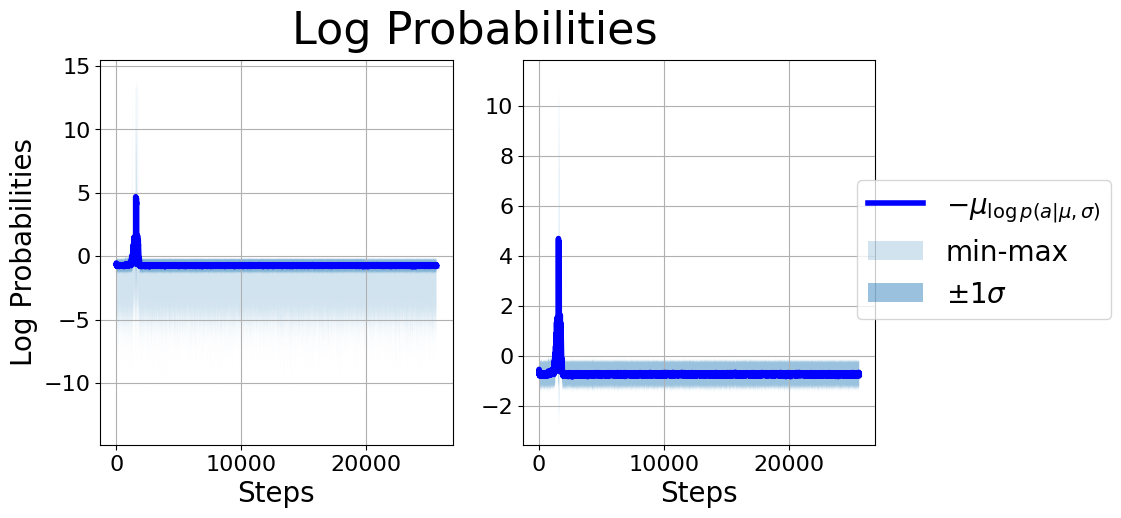 Log Probabilities
Log Probabilities
15
10
5
0
−5
−10
0
10000
20000
Steps
10
8
6
4
2
0
−2
0
10000
20000
Steps
−μ log p(a|μ, σ)
min-max
±1σ